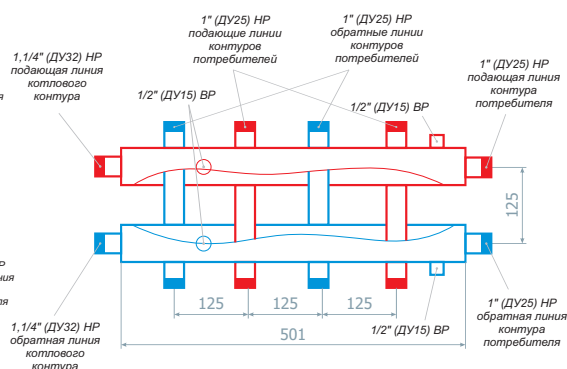 1" (ДУ25) НР
подающие линии
контуров
потребителей
1" (ДУ25) НР
обратные линии
контуров
потребителей
1,1/4" (ДУ32) НР
подающая линия
котлового
контура
1/2" (ДУ15) ВР
1/2" (ДУ15) ВР
1" (ДУ25) НР
подающая линия
контура
потребителя
я
125
Р
ния
ля
125
125
125
501
1/2" (ДУ15) ВР
1,1/4" (ДУ32) НР
обратная линия
котлового
контура
1" (ДУ25) НР
обратная линия
контура
потребителя